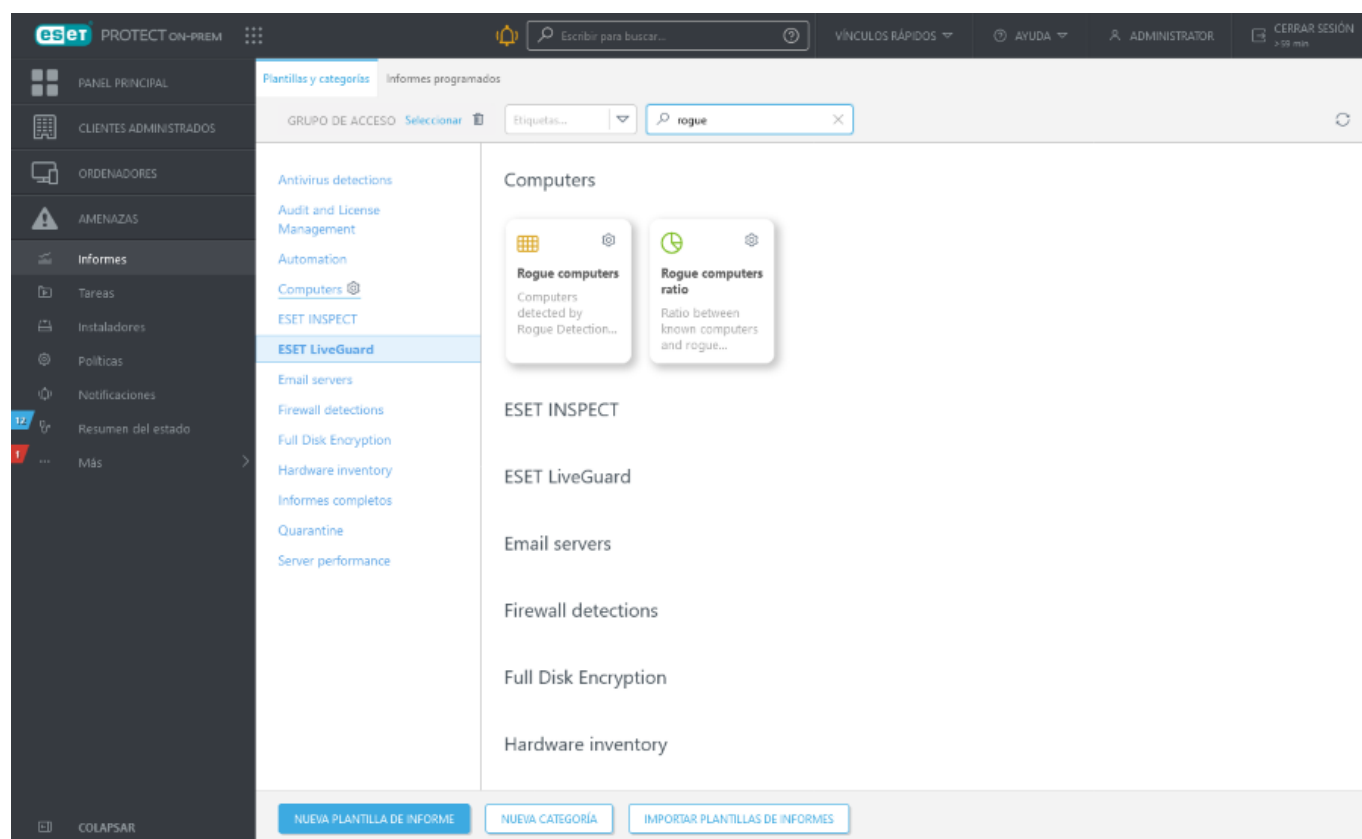 eset PROTECT ON-PREM
Escribir para buscar...
VÍNCULOS RÁPIDOS
AYUDA
ADMINISTRATOR
CERRAR SESIÓN
> 59 min
PANEL PRINCIPAL
CLIENTES ADMINISTRADOS
ORDENADORES
AMENAZAS
Informes
Tareas
Instaladores
Políticas
Notificaciones
12
Resumen del estado
1
Más
COLAPSAR
Plantillas y categorías
Informes programados
GRUPO DE ACCESO Seleccionar
Etiquetas...
rogue
Antivirus detections
Audit and License
Management
Automation
Computers
ESET INSPECT
ESET LiveGuard
Email servers
Firewall detections
Full Disk Encryption
Hardware inventory
Informes completos
Quarantine
Server performance
Computers
Rogue computers
Computers
detected by
Rogue Detection...
Rogue computers
ratio
Ratio between
known computers
and rogue...
ESET INSPECT
ESET LiveGuard
Email servers
Firewall detections
Full Disk Encryption
Hardware inventory
NUEVA PLANTILLA DE INFORME
NUEVA CATEGORÍA
IMPORTAR PLANTILLAS DE INFORMES